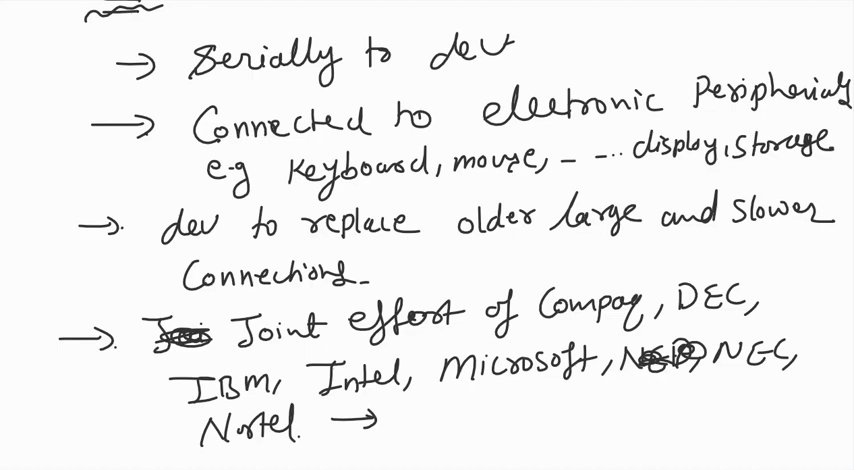 → Serially to dev
→ Connected to electronic Peripherials
e-g Keyboard, mouse, - - ... display, storage
→ dev to replace older large and slower
Connections
→ Joint effort of Compaq, DEC,
IBM, Intel, Microsoft, NEC,
Nortel. →